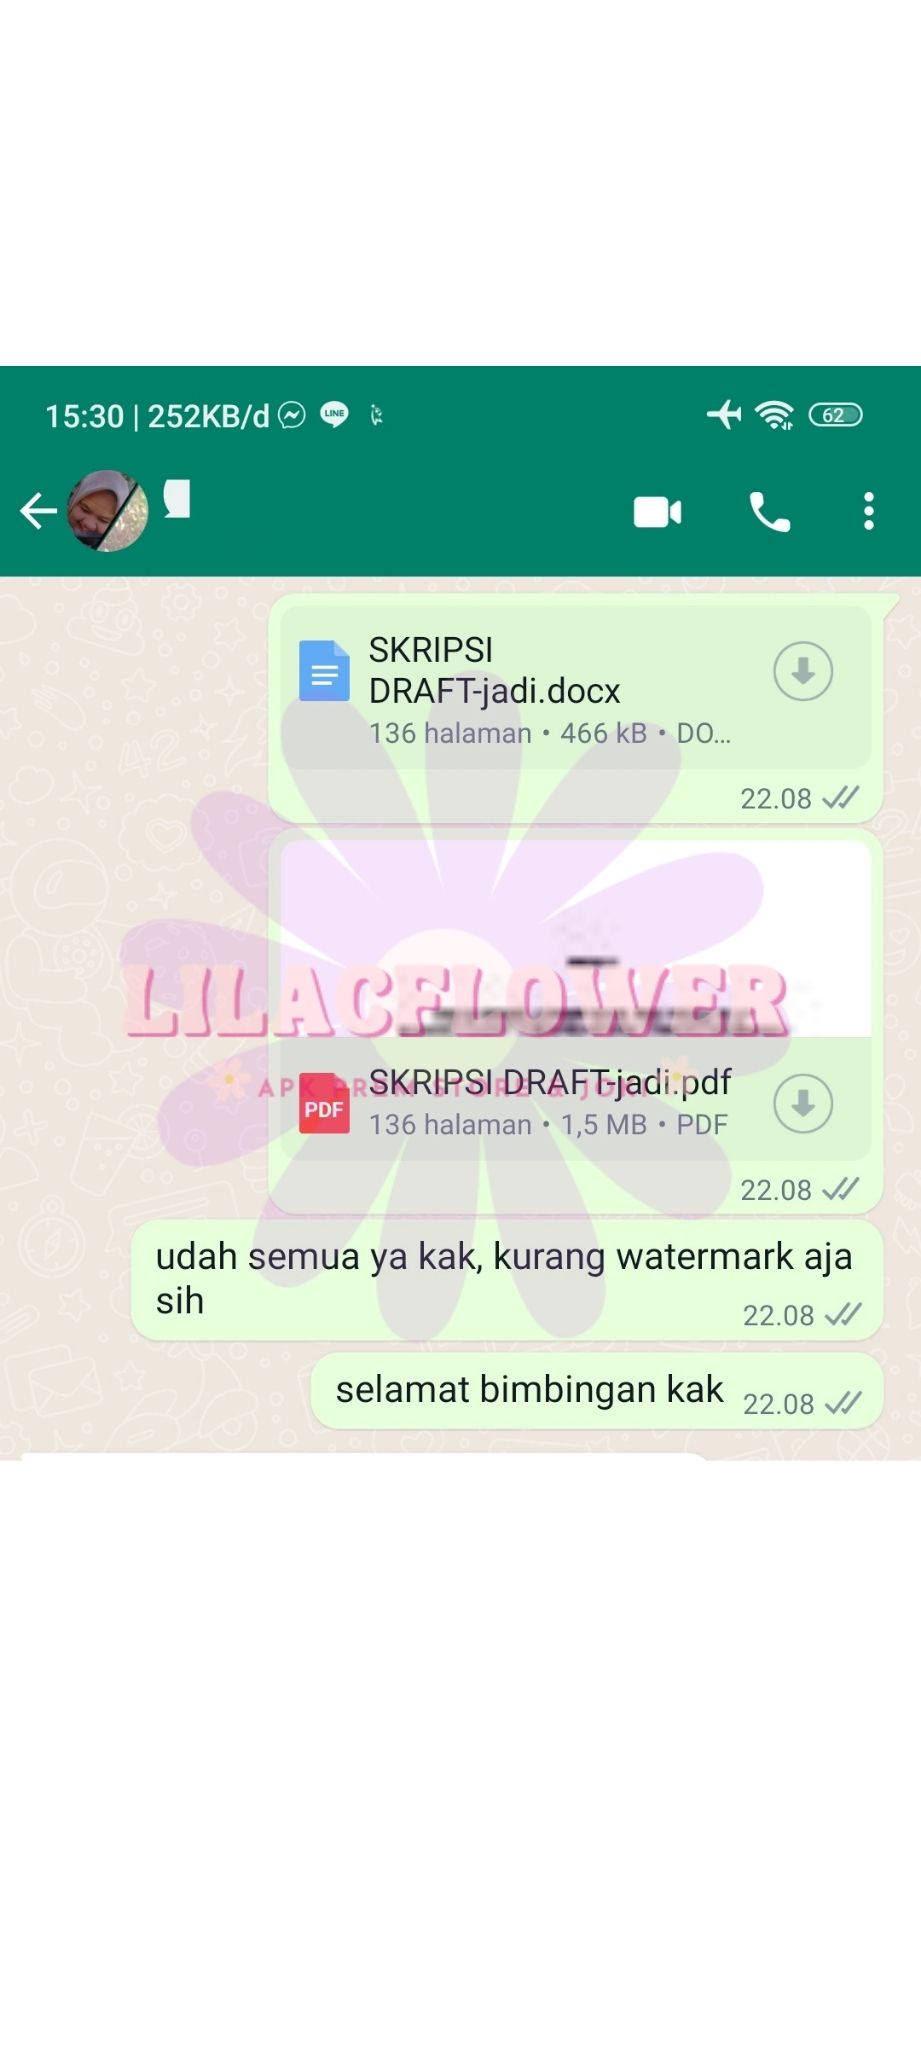 15:30 | 252KB/d
LINE
62
SKRIPSI
DRAFT-jadi.docx
136 halaman • 466 kB • DO...
22.08
LILACFLOWER
SKRIPSI DRAFT-jadi.pdf
APK PREM STORE & JOKI
PDF
136 halaman • 1,5 MB • PDF
22.08
udah semua ya kak, kurang watermark aja
sih
22.08
selamat bimbingan kak
22.08